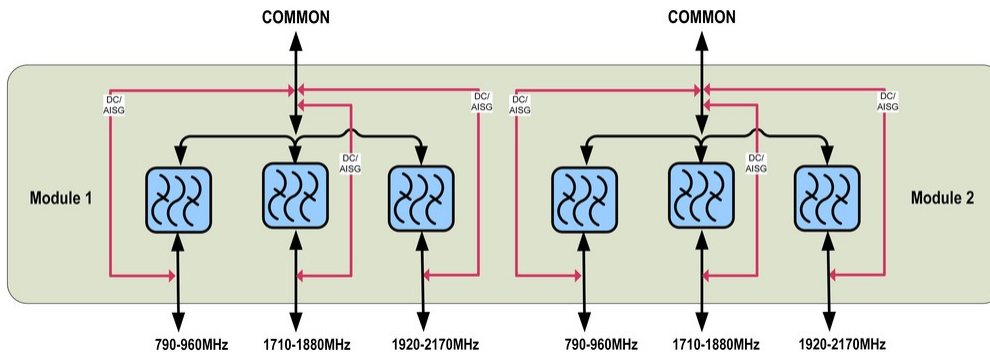 COMMON
COMMON
DC/
AISG
DC/
AISG
DC/
AISG
DC/
AISG
DC/
AISG
DC/
AISG
Module 1
Module 2
790-960MHz
1710-1880MHz
1920-2170MHz
790-960MHz
1710-1880MHz
1920-2170MHz